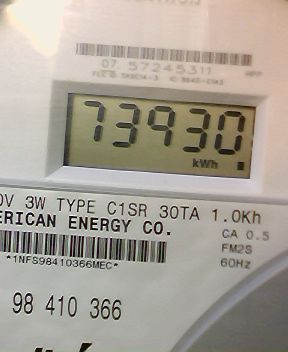 07 57245311
73930
kWh
V 3W TYPE C1SR 30TA 1.0Kh
ERICAN ENERGY CO.
CA 0.5
FM2S
60Hz
*1NFS98410366MEC*
98 410 366